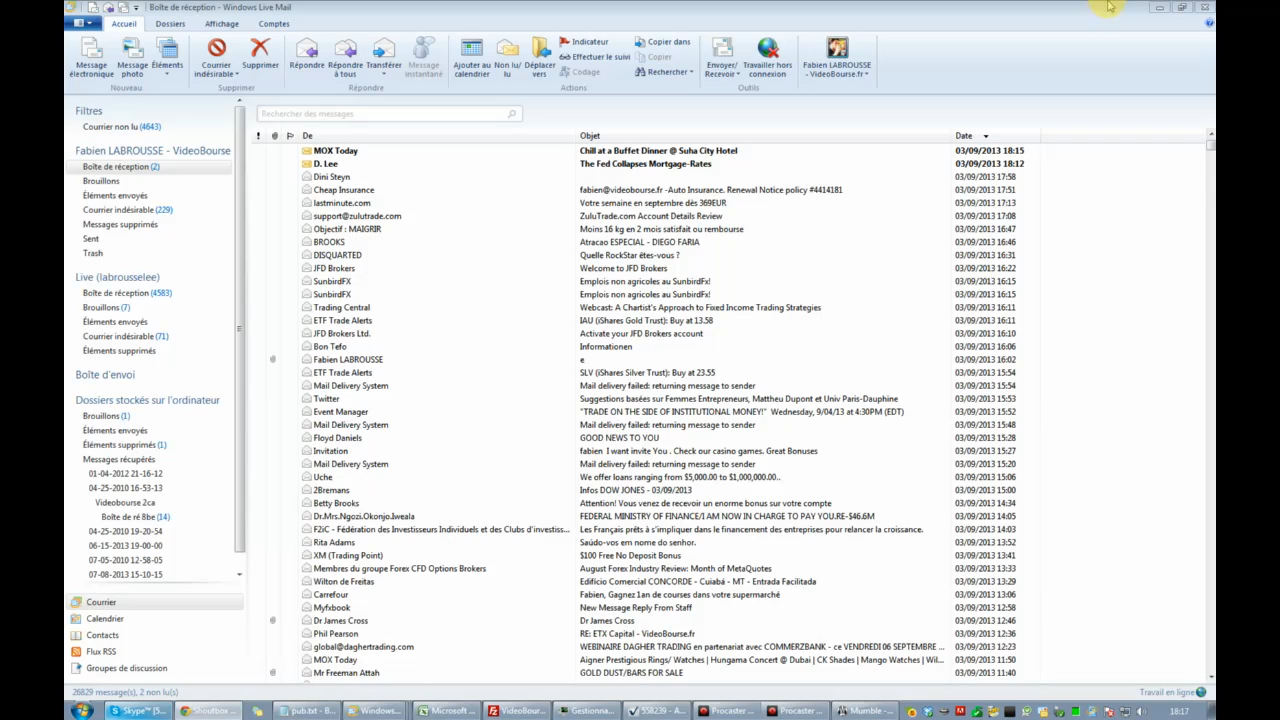 Boîte de réception - Windows Live Mail
Accueil Dossiers Affichage Comptes
Message électronique
Message photo
Éléments
Courrier indésirable
Supprimer
Répondre
Répondre à tous
Transférer
Message instantané
Ajouter au calendrier
Non lu/ lu
Déplacer vers
Indicateur
Effectuer le suivi
Codage
Copier dans
Copier
Rechercher
Envoyer/ Recevoir
Travailler hors connexion
Fabien LABROUSSE - VideoBourse.fr
Nouveau Supprimer Répondre Actions Outils
Filtres
Courrier non lu (4643)
Fabien LABROUSSE - VideoBourse
Boîte de réception (2)
Brouillons
Éléments envoyés
Courrier indésirable (229)
Messages supprimés
Sent
Trash
Live (labrousselee)
Boîte de réception (4583)
Brouillons (7)
Éléments envoyés
Courrier indésirable (71)
Éléments supprimés
Boîte d'envoi
Dossiers stockés sur l'ordinateur
Brouillons (1)
Éléments envoyés
Éléments supprimés (1)
Messages récupérés
01-04-2012 21-16-12
04-25-2010 16-53-13
Videobourse 2ca
Boîte de ré 8be (14)
04-25-2010 19-20-54
06-15-2013 19-00-00
07-05-2010 12-58-05
07-08-2013 15-10-15
Courrier
Calendrier
Contacts
Flux RSS
Groupes de discussion
Rechercher des messages
! De Objet Date
MOX Today Chill at a Buffet Dinner @ Suha City Hotel 03/09/2013 18:15
D. Lee The Fed Collapses Mortgage-Rates 03/09/2013 18:12
Dini Steyn 03/09/2013 17:58
Cheap Insurance fabien@videobourse.fr -Auto Insurance. Renewal Notice policy #4414181 03/09/2013 17:51
lastminute.com Votre semaine en septembre dès 369EUR 03/09/2013 17:13
support@zulutrade.com ZuluTrade.com Account Details Review 03/09/2013 17:08
Objectif : MAIGRIR Moins 16 kg en 2 mois satisfait ou rembourse 03/09/2013 16:47
BROOKS Atracao ESPECIAL - DIEGO FARIA 03/09/2013 16:46
DISQUARTED Quelle RockStar êtes-vous ? 03/09/2013 16:31
JFD Brokers Welcome to JFD Brokers 03/09/2013 16:22
SunbirdFX Emplois non agricoles au SunbirdFx! 03/09/2013 16:15
SunbirdFX Emplois non agricoles au SunbirdFx! 03/09/2013 16:15
Trading Central Webcast: A Chartist's Approach to Fixed Income Trading Strategies 03/09/2013 16:11
ETF Trade Alerts IAU (iShares Gold Trust): Buy at 13.58 03/09/2013 16:11
JFD Brokers Ltd. Activate your JFD Brokers account 03/09/2013 16:10
Bon Tefo Informationen 03/09/2013 16:06
Fabien LABROUSSE e 03/09/2013 16:02
ETF Trade Alerts SLV (iShares Silver Trust): Buy at 23.55 03/09/2013 15:54
Mail Delivery System Mail delivery failed: returning message to sender 03/09/2013 15:54
Twitter Suggestions basées sur Femmes Entrepreneurs, Mattheu Dupont et Univ Paris-Dauphine 03/09/2013 15:53
Event Manager "TRADE ON THE SIDE OF INSTITUTIONAL MONEY!" Wednesday, 9/04/13 at 4:30PM (EDT) 03/09/2013 15:52
Mail Delivery System Mail delivery failed: returning message to sender 03/09/2013 15:48
Floyd Daniels GOOD NEWS TO YOU 03/09/2013 15:28
Invitation fabien I want invite You . Check our casino games. Great Bonuses 03/09/2013 15:27
Mail Delivery System Mail delivery failed: returning message to sender 03/09/2013 15:20
Uche We offer loans ranging from $5,000.00 to $1,000,000.00.. 03/09/2013 15:06
2Bremans Infos DOW JONES - 03/09/2013 03/09/2013 15:00
Betty Brooks Attention! Vous venez de recevoir un enorme bonus sur votre compte 03/09/2013 14:34
Dr.Mrs.Ngozi.Okonjo.Iweala FEDERAL MINISTRY OF FINANCE/I AM NOW IN CHARGE TO PAY YOU.RE-$6.6M 03/09/2013 14:05
F2iC - Fédération des Investisseurs Individuels et des Clubs d'investiss... Les Français prêts à s'impliquer dans le financement des entreprises pour relancer la croissance. 03/09/2013 14:03
Rita Adams Saúdo-vos em nome do senhor. 03/09/2013 13:52
XM (Trading Point) $100 Free No Deposit Bonus 03/09/2013 13:41
Membres du groupe Forex CFD Options Brokers August Forex Industry Review: Month of MetaQuotes 03/09/2013 13:33
Wilton de Freitas Edifício Comercial CONCORDE - Cuiabá - MT - Entrada Facilitada 03/09/2013 13:29
Carrefour Fabien, Gagnez 1an de courses dans votre supermarché 03/09/2013 13:06
Myfxbook New Message Reply From Staff 03/09/2013 12:58
Dr James Cross Dr James Cross 03/09/2013 12:46
Phil Pearson RE: ETX Capital - VideoBourse.fr 03/09/2013 12:36
global@daghertrading.com WEBINAIRE DAGHER TRADING en partenariat avec COMMERZBANK - ce VENDREDI 06 SEPTEMBRE ... 03/09/2013 12:23
MOX Today Aigner Prestigious Rings/ Watches | Hungama Concert @ Dubai | CK Shades | Mango Watches | Wil... 03/09/2013 11:50
Mr Freeman Attah GOLD DUST/BARS FOR SALE 03/09/2013 11:40
26829 message(s), 2 non lu(s) Travail en ligne
Skype™ [5... Shoutbox ... pub.txt - B... Windows... Microsoft ... VideoBour... Gestionna... 558239 - A... Procaster ... Procaster ... Mumble -... 18:17